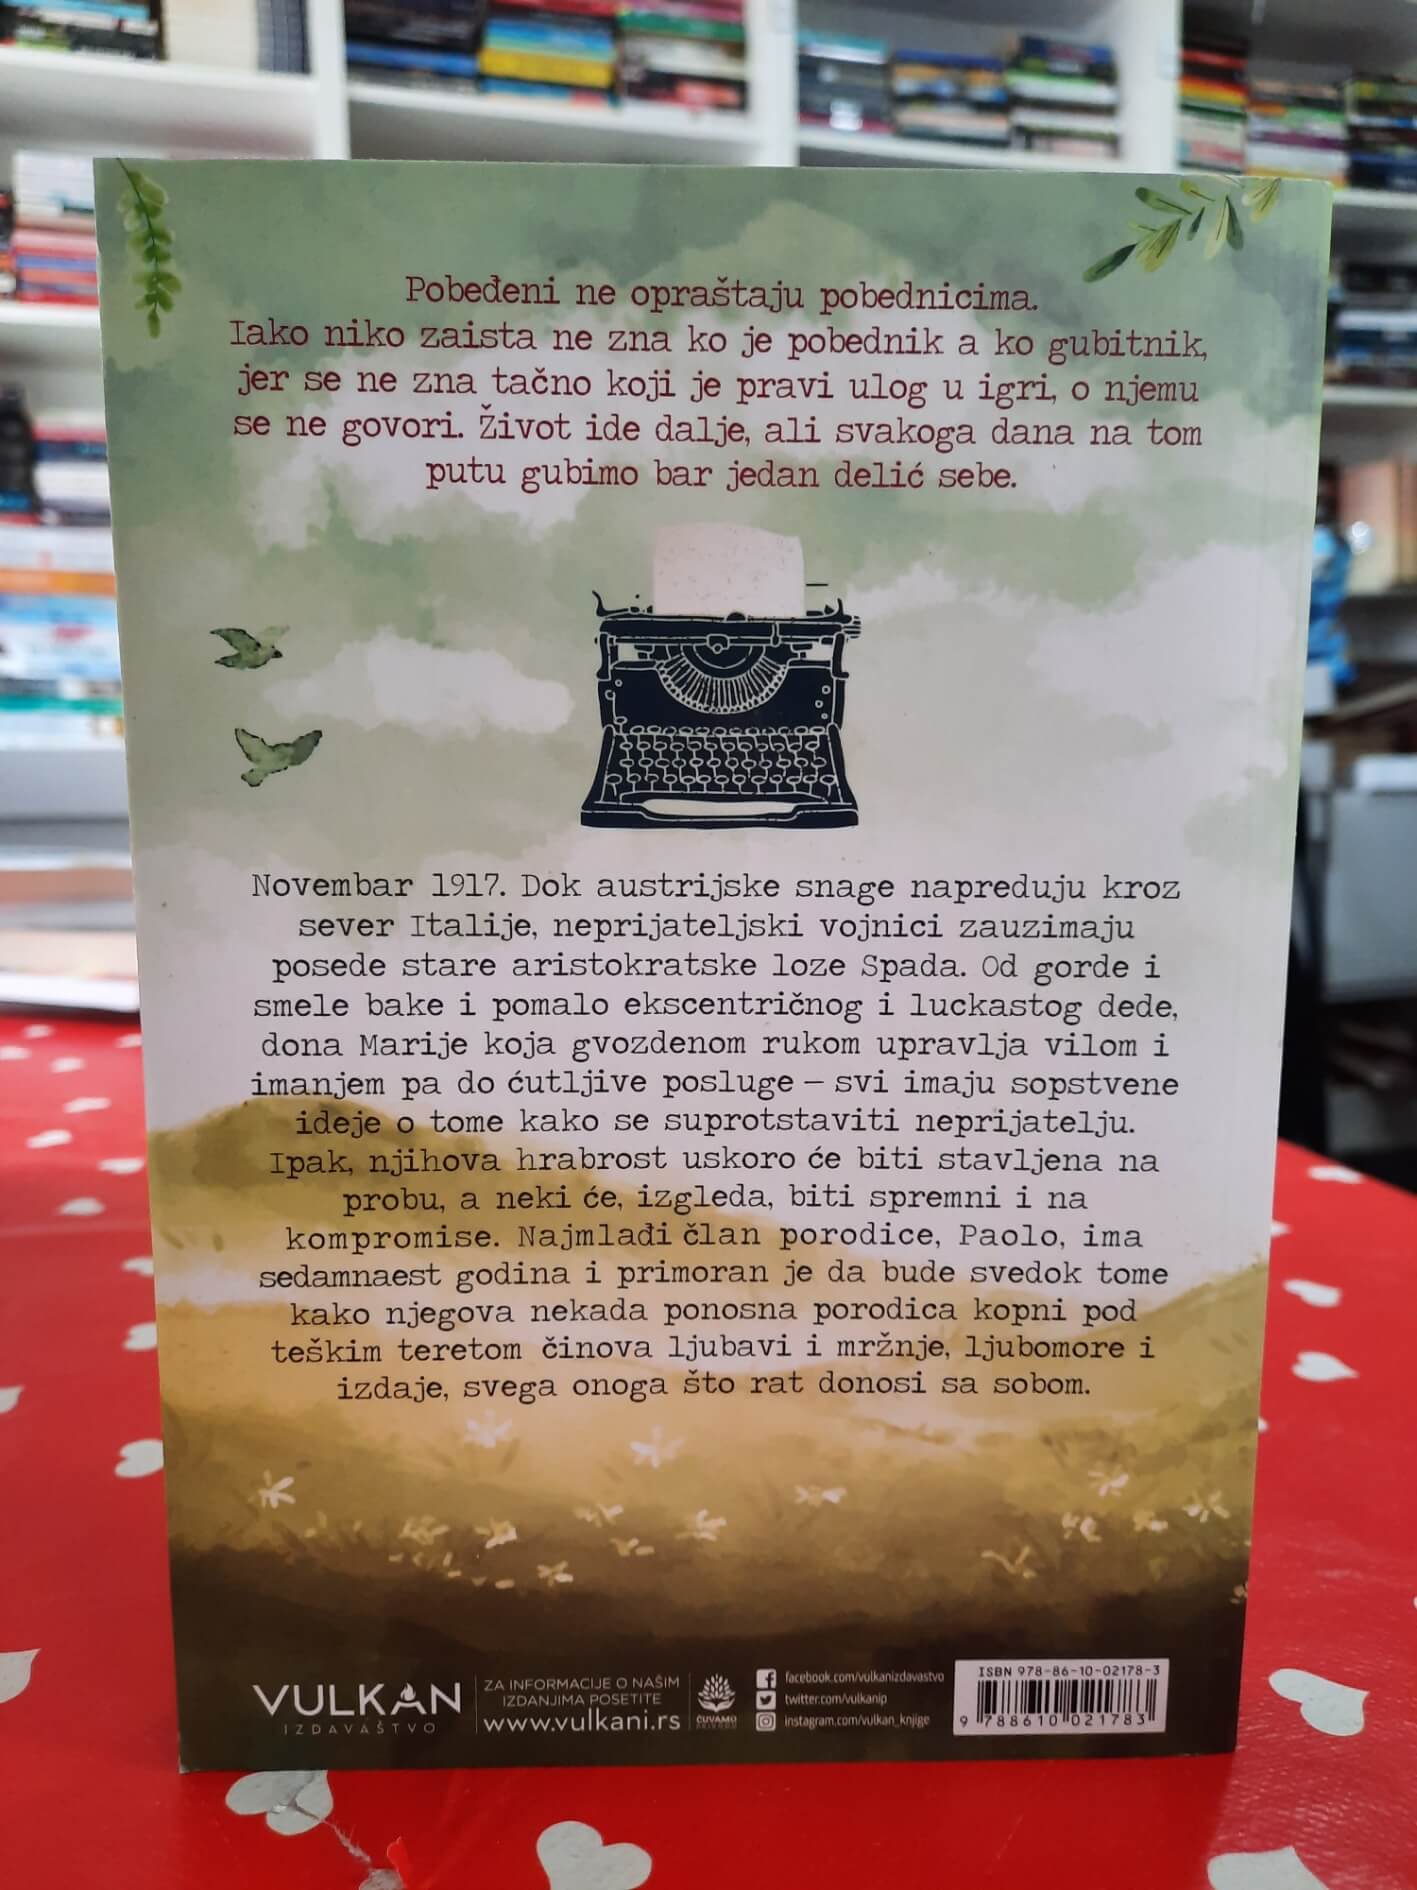 Pobeđeni ne opraštaju pobednicima.
Iako niko zaista ne zna ko je pobednik a ko gubitnik,
jer se ne zna tačno koji je pravi ulog u igri, o njemu
se ne govori. Život ide dalje, ali svakoga dana na tom
putu gubimo bar jedan delić sebe.
Novembar 1917. Dok austrijske snage napreduju kroz
sever Italije, neprijateljski vojnici zauzimaju
posede stare aristokratske loze Spada. Od gorde i
smele bake i pomalo ekscentričnog i luckastog dede,
dona Marije koja gvozdenom rukom upravlja vilom i
imanjem pa do ćutljive posluge – svi imaju sopstvene
ideje o tome kako se suprotstaviti neprijatelju.
Ipak, njihova hrabrost uskoro će biti stavljena na
probu, a neki će, izgleda, biti spremni i na
kompromise. Najmlađi član porodice, Paolo, ima
sedamnaest godina i primoran je da bude svedok tome
kako njegova nekada ponosna porodica kopni pod
teškim teretom činova ljubavi i mržnje, ljubomore i
izdaje, svega onoga što rat donosi sa sobom.
VULKAN
IZDAVAŠTVO
ZA INFORMACIJE O NAŠIM
IZDANJIMA POSETITE
www.vulkani.rs
ČUVAMO
PRIRODU
facebook.com/vulkanizdavastvo
twitter.com/vulkanip
instagram.com/vulkan_knjige
ISBN 978-86-10-02178-3
9 788610 021783